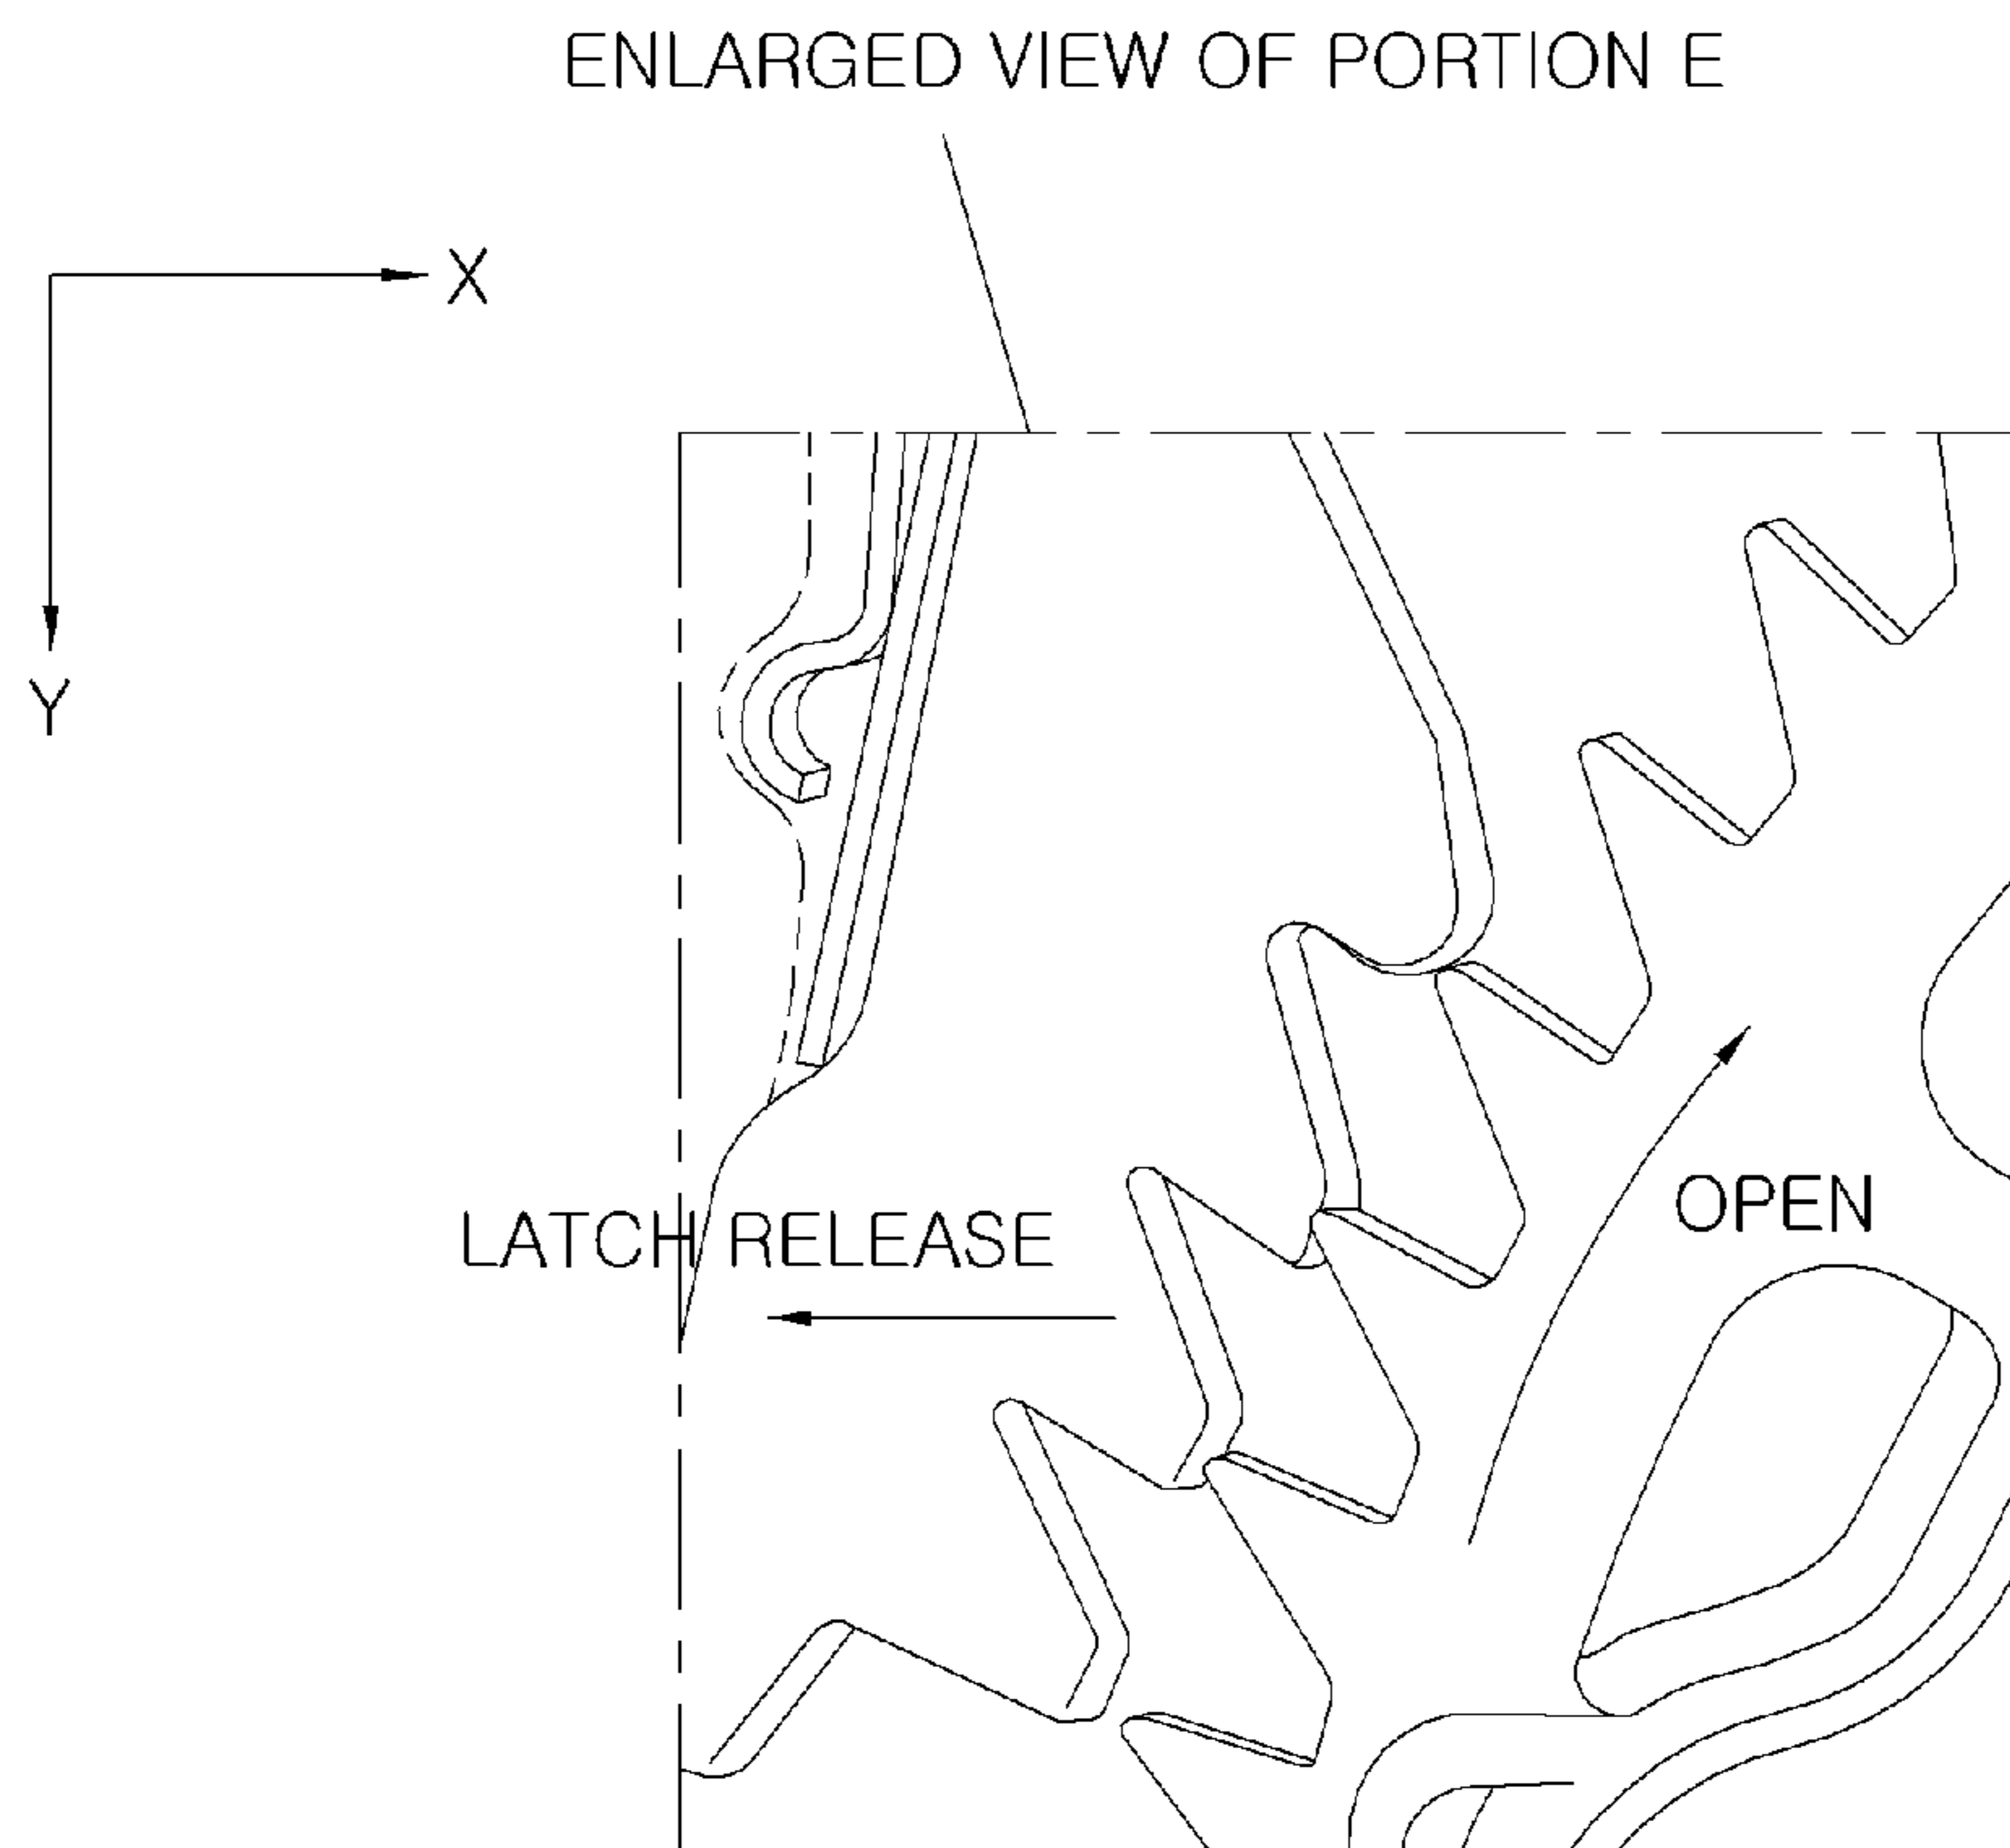 ENLARGED VIEW OF PORTION E
X
Y
LATCH RELEASE
OPEN